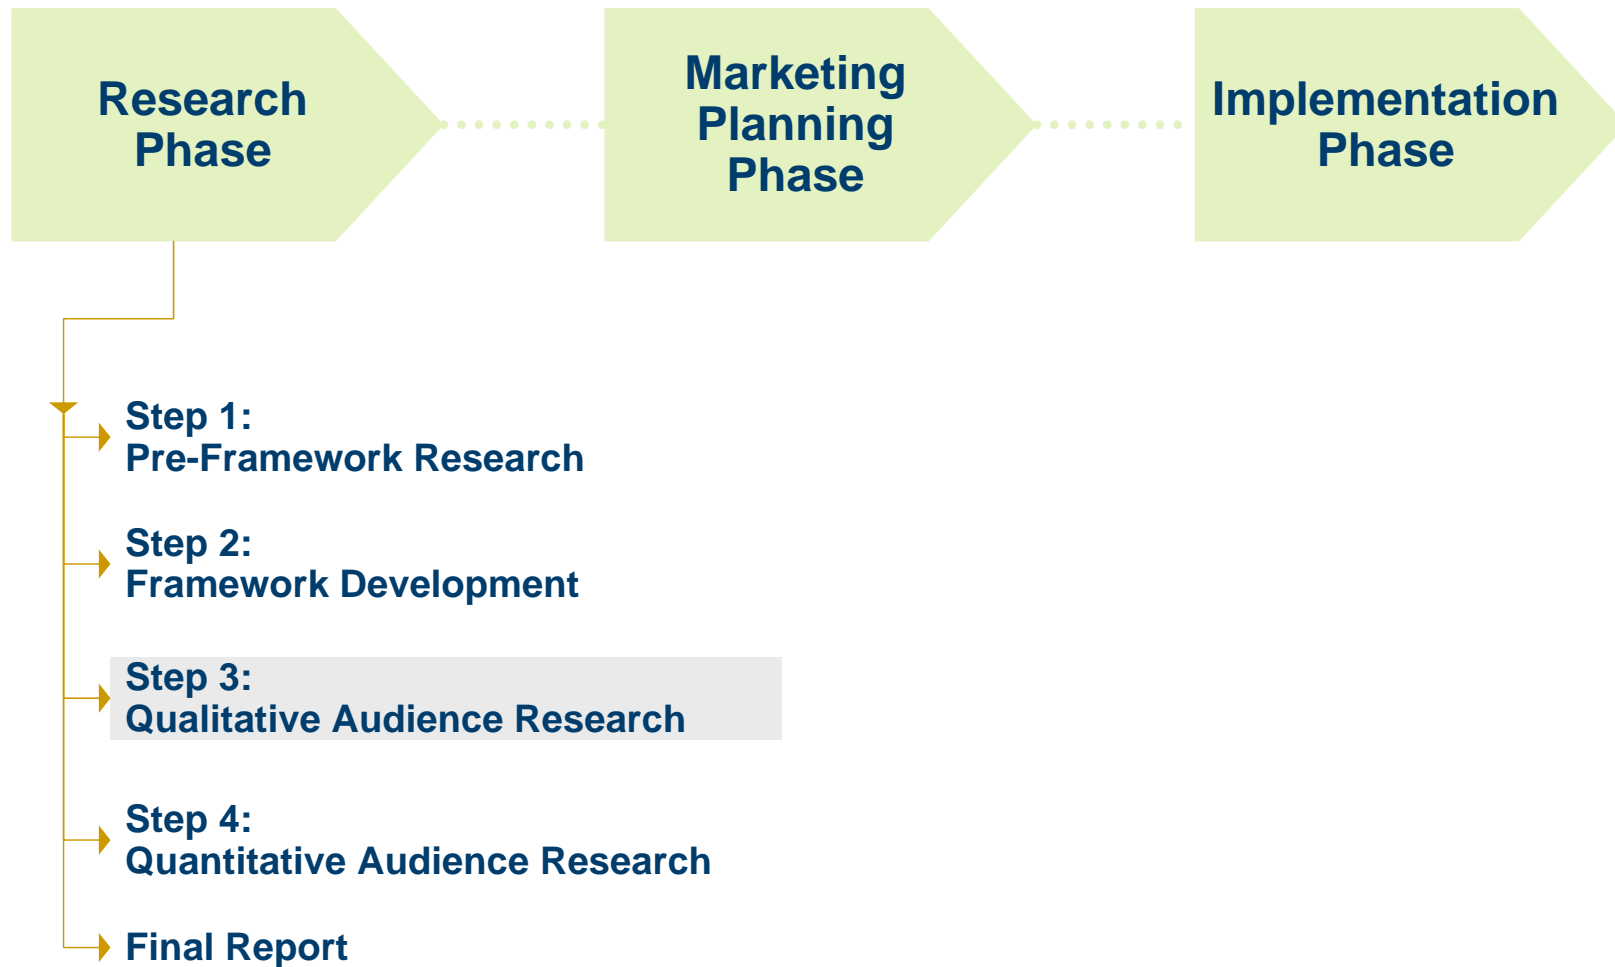 Research
Phase
Marketing
Planning
Phase
Implementation
Phase
Step 1:
Pre-Framework Research
Step 2:
Framework Development
Step 3:
Qualitative Audience Research
Step 4:
Quantitative Audience Research
Final Report